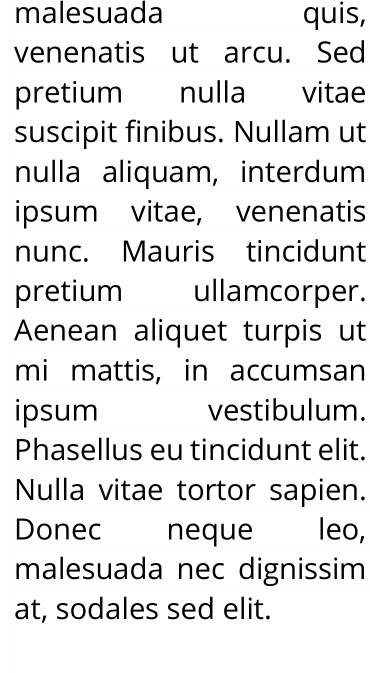 malesuada quis,
venenatis ut arcu. Sed
pretium nulla vitae
suscipit finibus. Nullam ut
nulla aliquam, interdum
ipsum vitae, venenatis
nunc. Mauris tincidunt
pretium ullamcorper.
Aenean aliquet turpis ut
mi mattis, in accumsan
ipsum vestibulum.
Phasellus eu tincidunt elit.
Nulla vitae tortor sapien.
Donec neque leo,
malesuada nec dignissim
at, sodales sed elit.